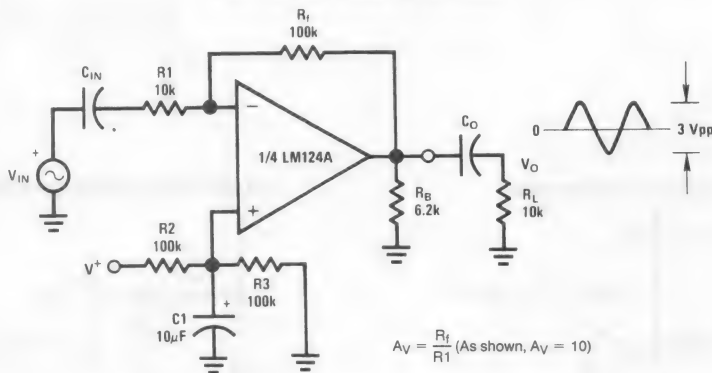 Rf
100k
CIN
R1
10k
VIN
+
−
+
1/4 LM124A
CO
VO
RB
6.2k
RL
10k
0
3 Vpp
R2
100k
V+
R3
100k
C1
10μF
+
AV = Rf/R1 (As shown, AV = 10)